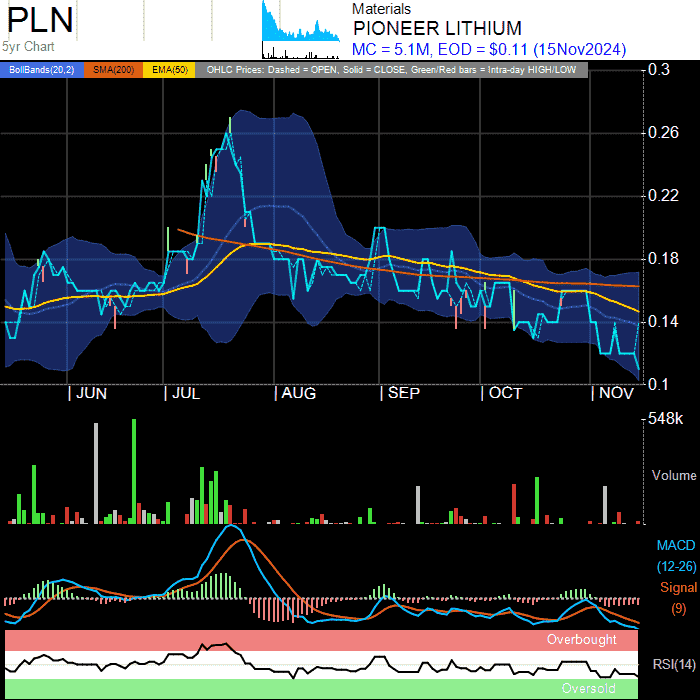 PLN
5yr Chart
Materials
PIONEER LITHIUM
MC = 5.1M, EOD = $0.11 (15Nov2024)
BollBands(20,2) SMA(200) EMA(50) OHLC Prices: Dashed = OPEN, Solid = CLOSE, Green/Red bars = Intra-day HIGH/LOW
0.3
0.26
0.22
0.18
0.14
0.1
JUN JUL AUG SEP OCT NOV
548k
Volume
MACD
(12-26)
Signal
(9)
Overbought
RSI(14)
Oversold